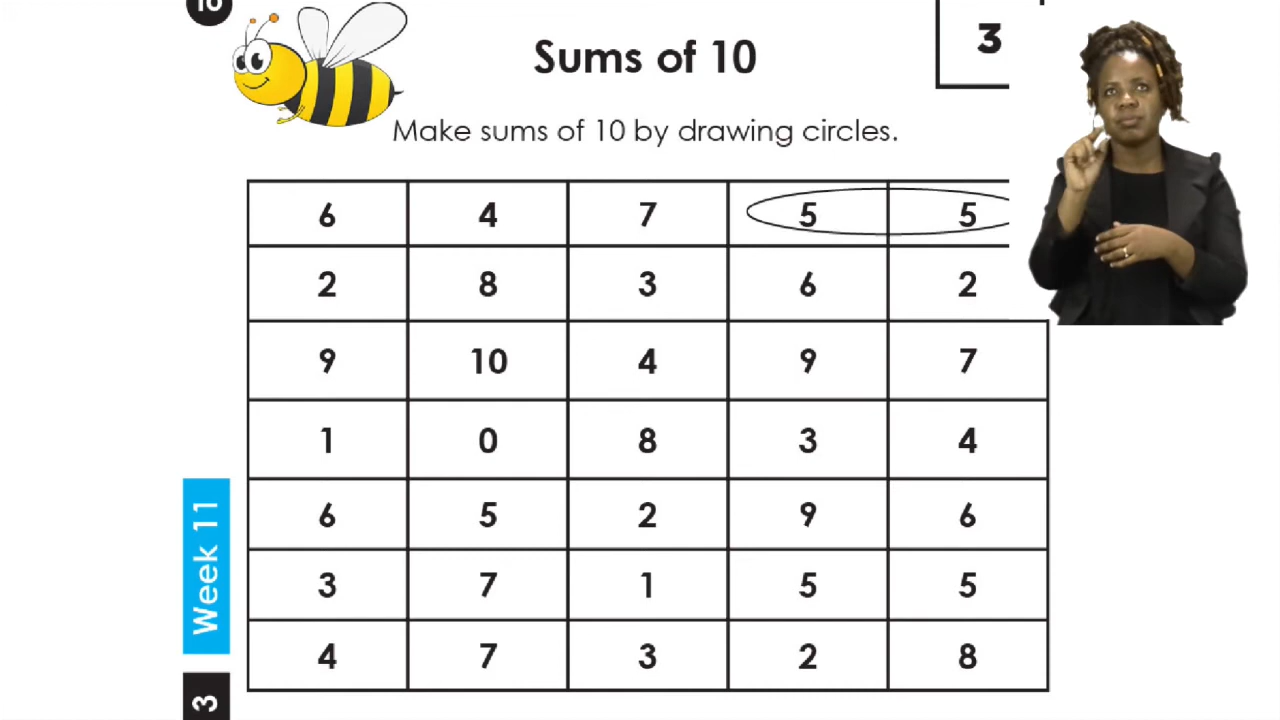 10
Sums of 10
3
Make sums of 10 by drawing circles.
6 4 7 5 5
2 8 3 6 2
9 10 4 9 7
1 0 8 3 4
6 5 2 9 6
3 7 1 5 5
4 7 3 2 8
Week 11
3